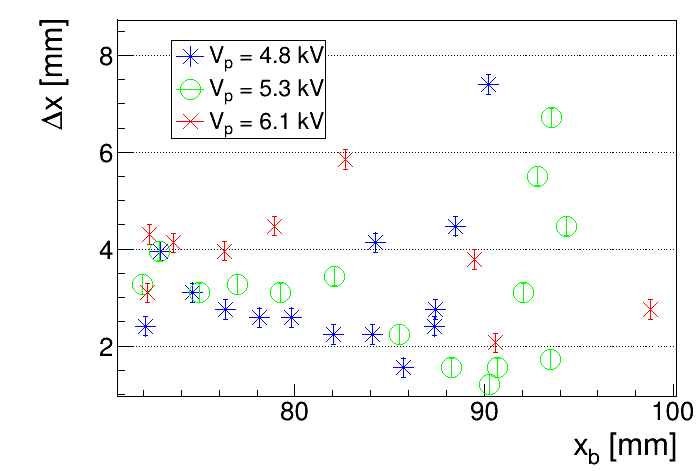 Δx [mm]
8
6
4
2
V_p = 4.8 kV
V_p = 5.3 kV
V_p = 6.1 kV
80
90
100
x_b [mm]